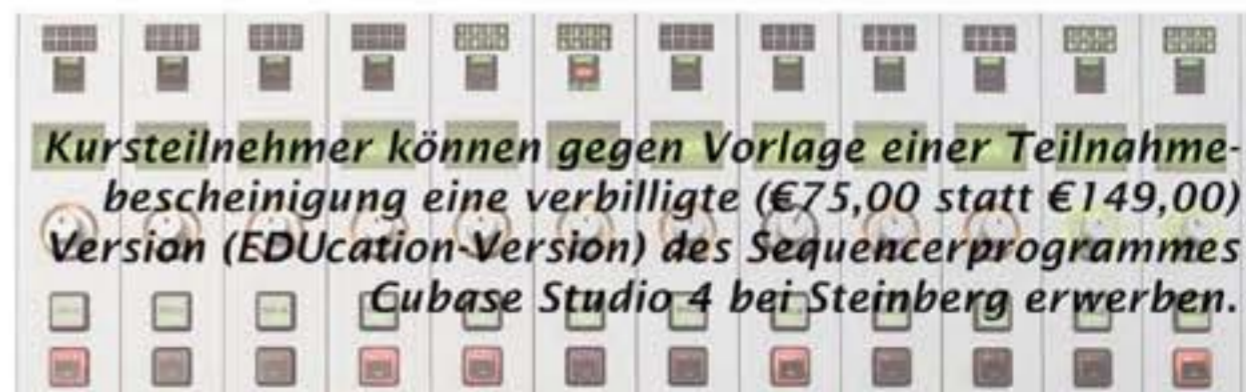 Kursteilnehmer können gegen Vorlage einer Teilnahme-
bescheinigung eine verbilligte (€75,00 statt €149,00)
Version (EDUcation-Version) des Sequencerprogrammes
Cubase Studio 4 bei Steinberg erwerben.